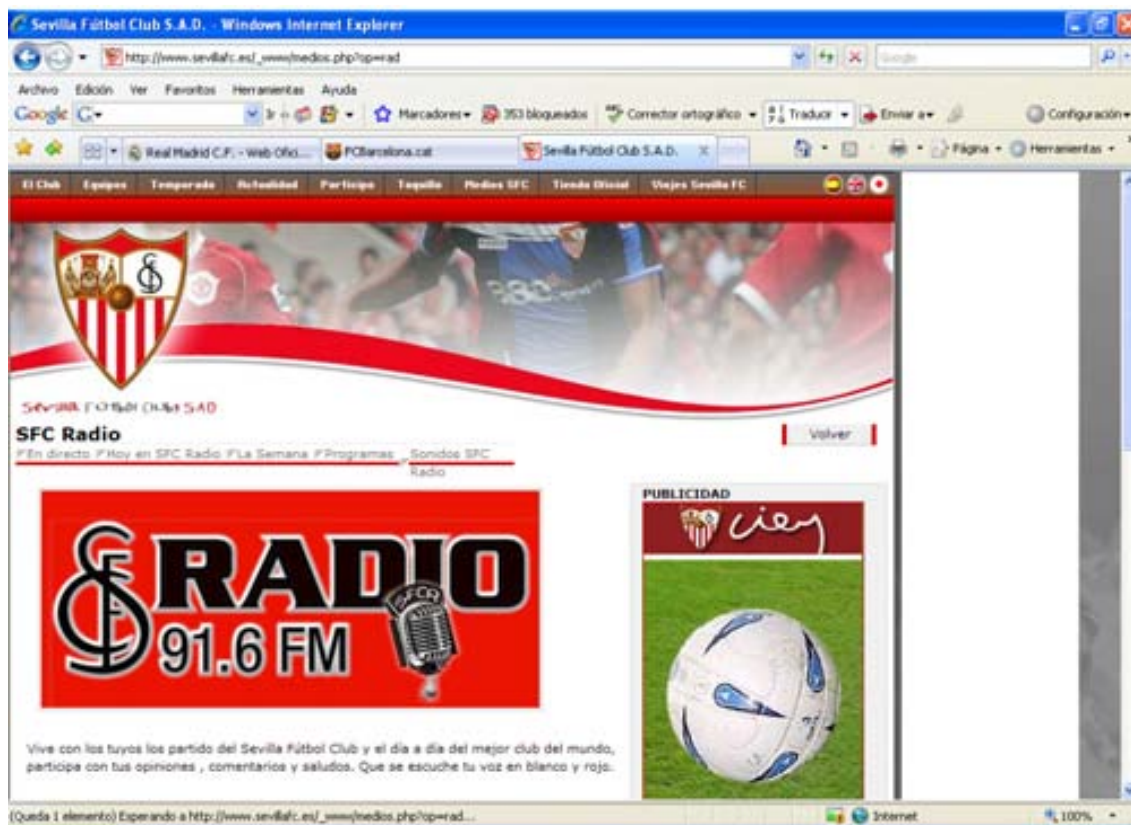 Sevilla Fútbol Club S.A.D. - Windows Internet Explorer
http://www.sevillafc.es/_www/medios.php?op=rad
Google
Archivo Edición Ver Favoritos Herramientas Ayuda
Google G Ir Marcadores 353 bloqueados Corrector ortográfico Traducir Enviar a Configuración
Real Madrid C.F. - Web Ofici... FCBarcelona.cat Sevilla Fútbol Club S.A.D. X Página Herramientas
El Club Equipos Temporada Actualidad Participa Taquilla Medios SFC Tienda Oficial Viajes Sevilla FC
888
Sevilla FÚTBOL CLUB SAD
SFC Radio
Volver
En directo Hoy en SFC Radio La Semana Programas Sonidos SFC
Radio
PUBLICIDAD
ciey
RADIO
SFCR
91.6 FM
Vive con los tuyos los partido del Sevilla Fútbol Club y el día a día del mejor club del mundo,
participa con tus opiniones , comentarios y saludos. Que se escuche tu voz en blanco y rojo.
(Queda 1 elemento) Esperando a http://www.sevillafc.es/_www/medios.php?op=rad... Internet 100%